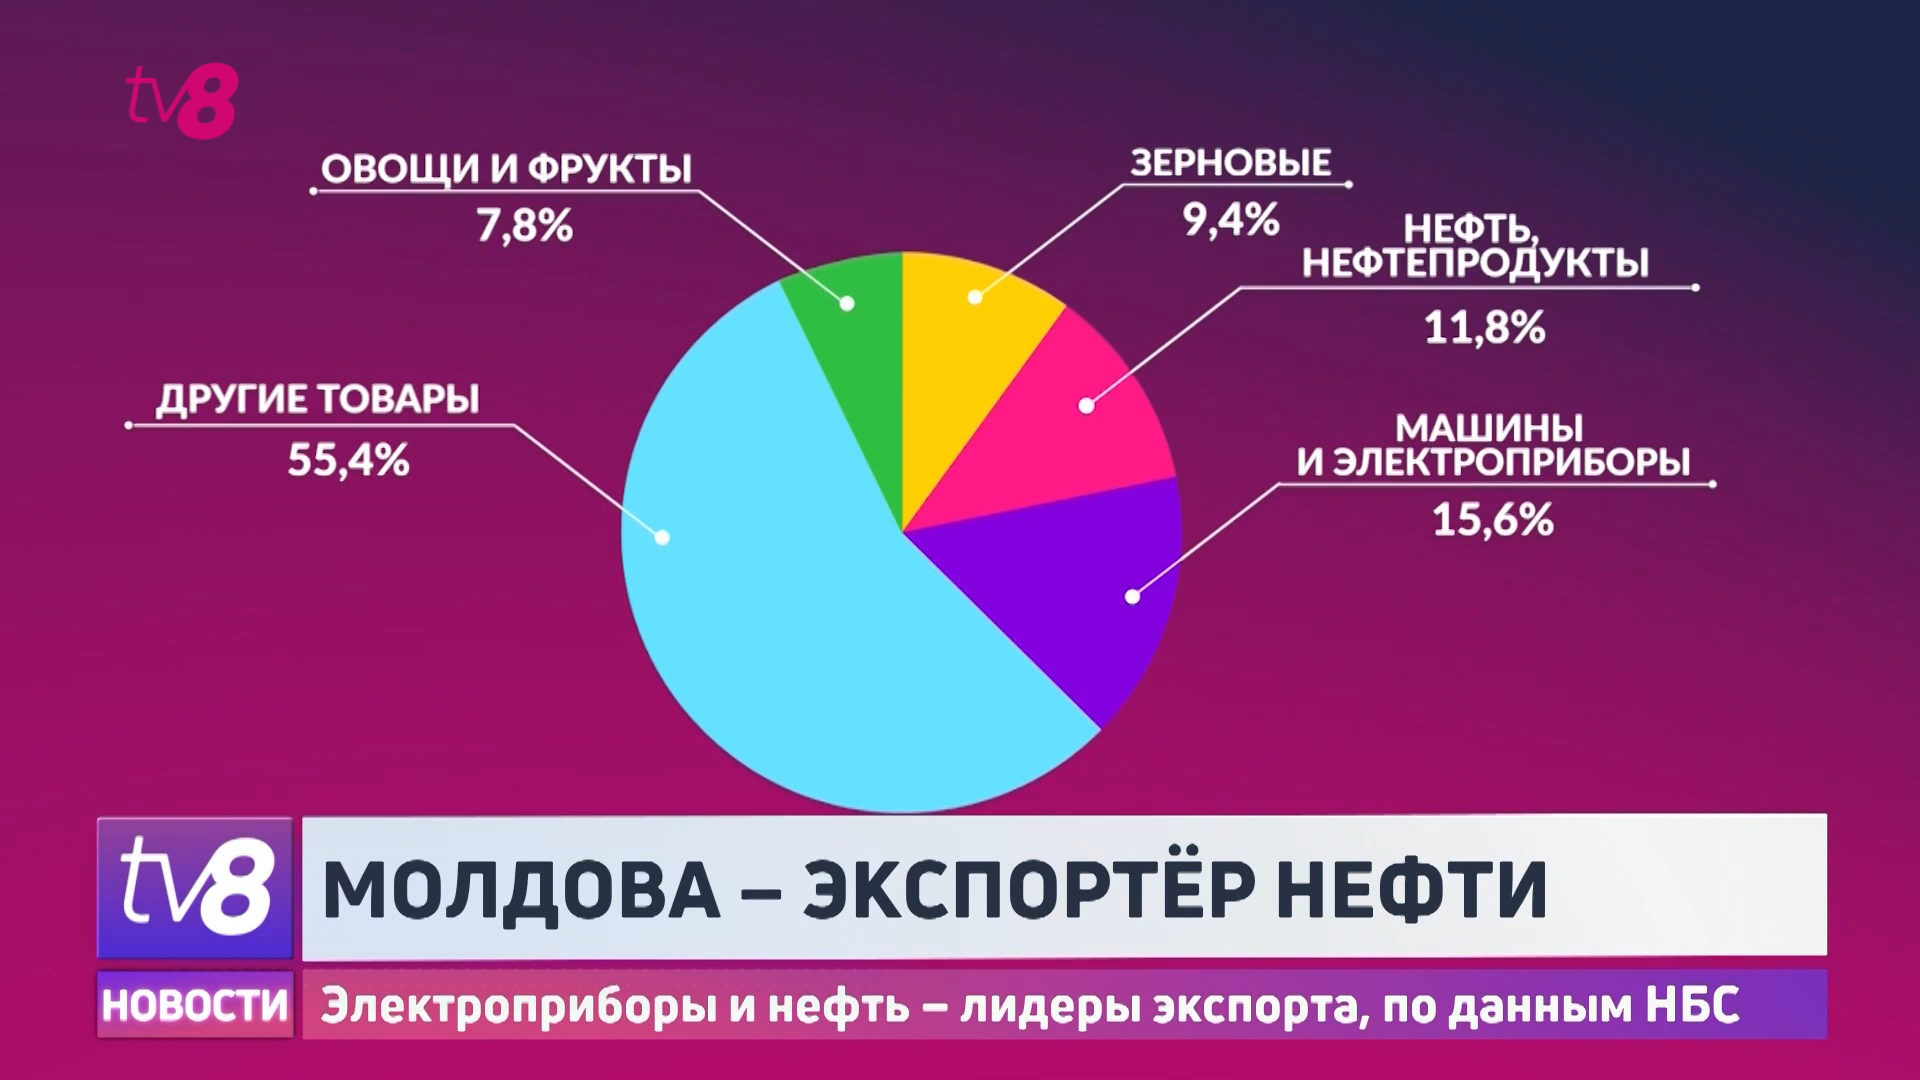 tv8
ОВОЩИ И ФРУКТЫ
7,8%
ЗЕРНОВЫЕ
9,4%
НЕФТЬ,
НЕФТЕПРОДУКТЫ
11,8%
ДРУГИЕ ТОВАРЫ
55,4%
МАШИНЫ
И ЭЛЕКТРОПРИБОРЫ
15,6%
tv8
МОЛДОВА – ЭКСПОРТЁР НЕФТИ
НОВОСТИ
Электроприборы и нефть – лидеры экспорта, по данным НБС